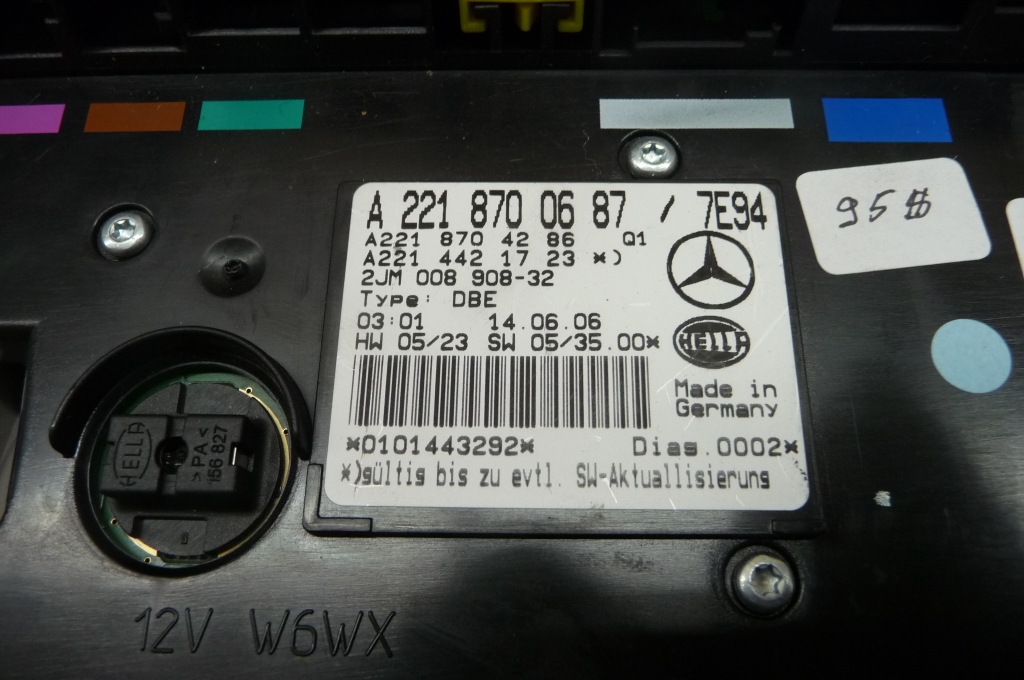 A 221 870 06 87 / 7E94
A221 870 42 86 Q1
A221 442 17 23 *)
2JM 008 908-32
Type: DBE
03:01 14.06.06
HW 05/23 SW 05/35.00*
HELLA
Made in
Germany
*0101443292* Diag.0002*
*)gültig bis zu evtl. SW-Aktuallisierung
95$
HELLA
>PA<
156 827
12V W6WX